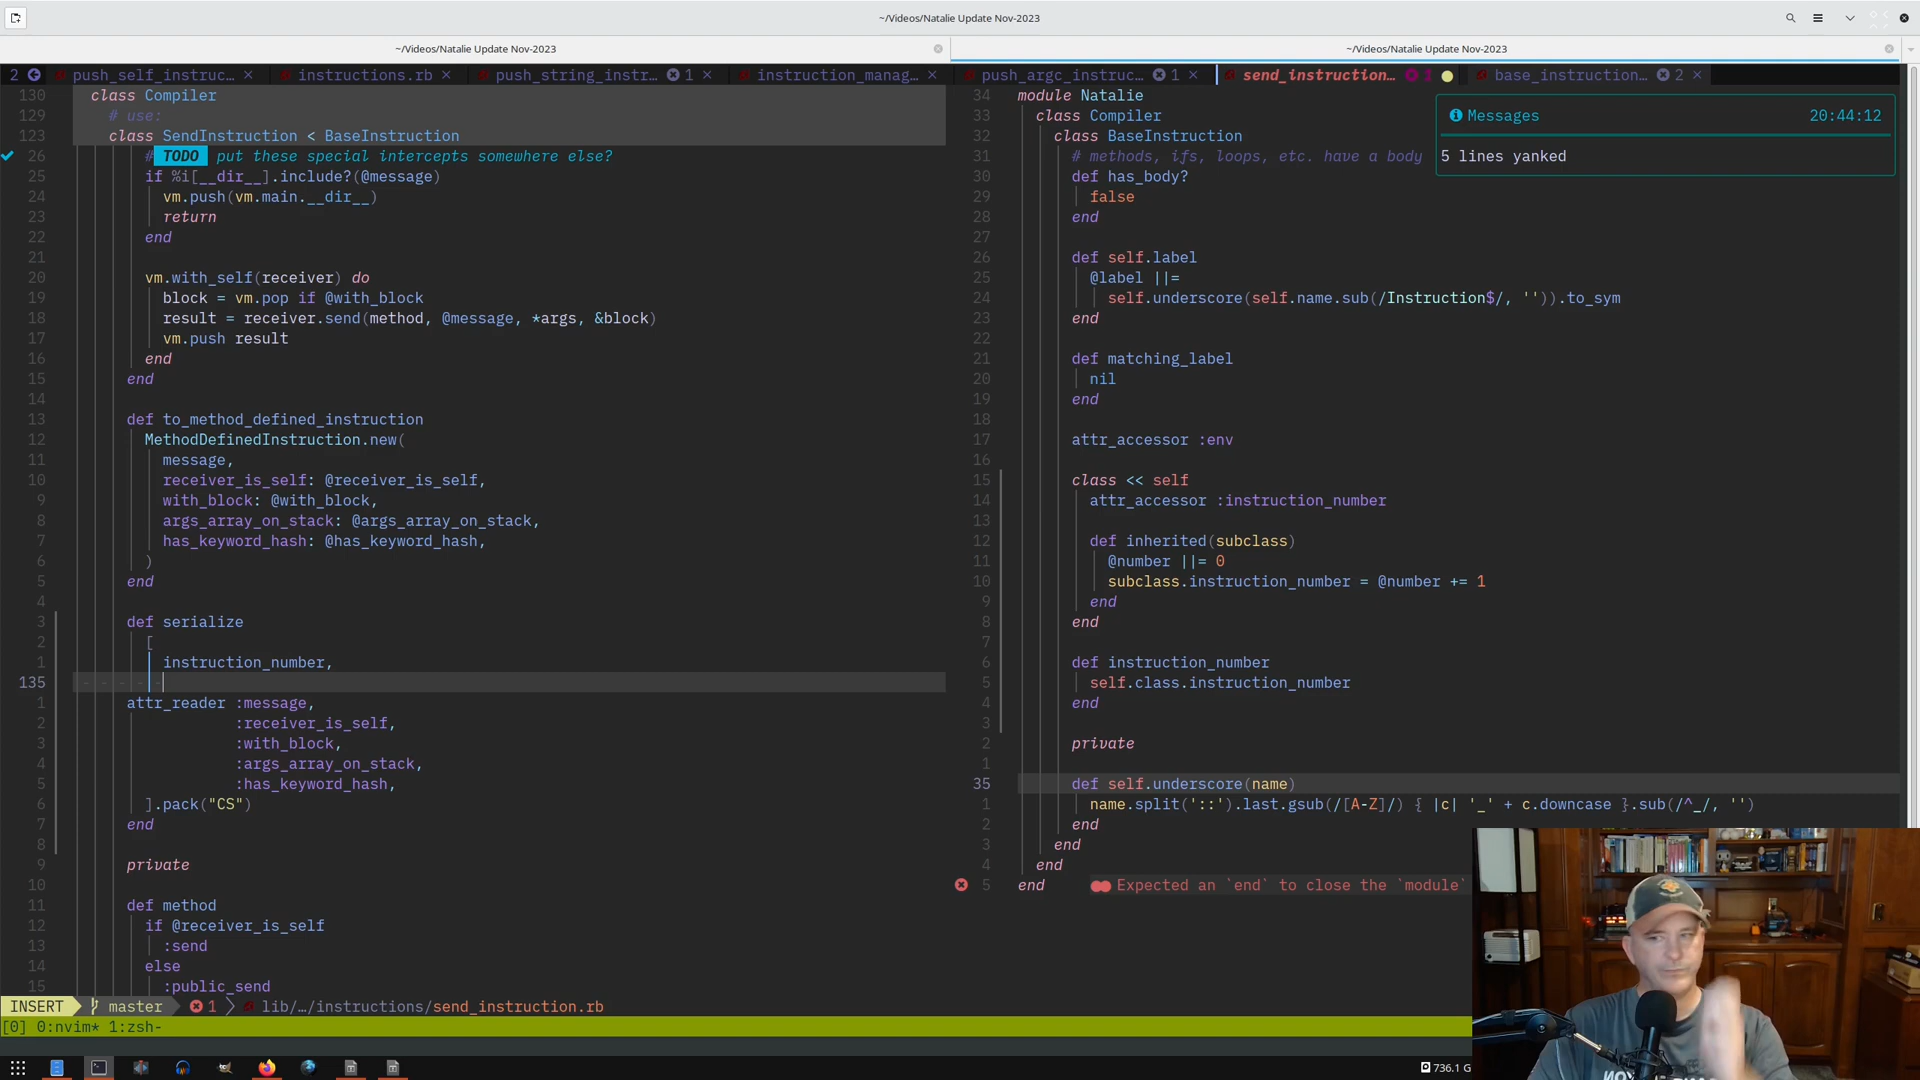 ~/Videos/Natalie Update Nov-2023
~/Videos/Natalie Update Nov-2023
~/Videos/Natalie Update Nov-2023
2 push_self_instruc… × instructions.rb × push_string_instr… 1 × instruction_manag… ×
push_argc_instruc… 1 × send_instruction… 1 base_instruction… 2 ×
130 class Compiler
129 # use:
123 class SendInstruction < BaseInstruction
26 # TODO put these special intercepts somewhere else?
25 if %i[__dir__].include?(@message)
24 vm.push(vm.main.__dir__)
23 return
22 end
21
20 vm.with_self(receiver) do
19 block = vm.pop if @with_block
18 result = receiver.send(method, @message, *args, &block)
17 vm.push result
16 end
15 end
14
13 def to_method_defined_instruction
12 MethodDefinedInstruction.new(
11 message,
10 receiver_is_self: @receiver_is_self,
9 with_block: @with_block,
8 args_array_on_stack: @args_array_on_stack,
7 has_keyword_hash: @has_keyword_hash,
6 )
5 end
4
3 def serialize
2 [
1 instruction_number,
135
1 attr_reader :message,
2 :receiver_is_self,
3 :with_block,
4 :args_array_on_stack,
5 :has_keyword_hash,
6 ].pack("CS")
7 end
8
9 private
10
11 def method
12 if @receiver_is_self
13 :send
14 else
15 :public_send
34 module Natalie
33 class Compiler
32 class BaseInstruction
31 # methods, ifs, loops, etc. have a body
30 def has_body?
29 false
28 end
27
26 def self.label
25 @label ||=
24 self.underscore(self.name.sub(/Instruction$/, '')).to_sym
23 end
22
21 def matching_label
20 nil
19 end
18
17 attr_accessor :env
16
15 class << self
14 attr_accessor :instruction_number
13
12 def inherited(subclass)
11 @number ||= 0
10 subclass.instruction_number = @number += 1
9 end
8 end
7
6 def instruction_number
5 self.class.instruction_number
4 end
3
2 private
1
35 def self.underscore(name)
1 name.split('::').last.gsub(/[A-Z]/) { |c| '_' + c.downcase }.sub(/^_/, '')
2 end
3 end
4 end
5 end Expected an `end` to close the `module`
Messages 20:44:12
5 lines yanked
INSERT master 1 lib/…/instructions/send_instruction.rb
[0] 0:nvim* 1:zsh-
736.1 G